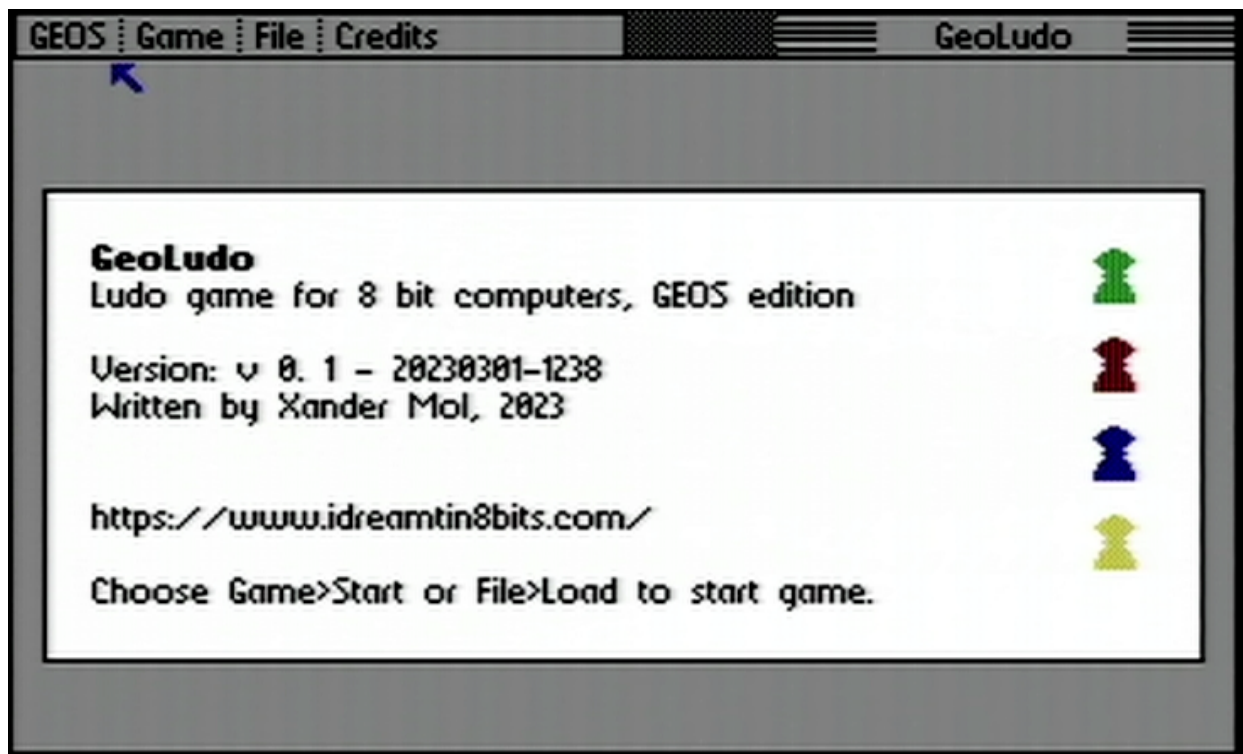 GEOS Game File Credits GeoLudo
GeoLudo
Ludo game for 8 bit computers, GEOS edition
Version: v 0. 1 - 20230301-1238
Written by Xander Mol, 2023
https://www.idreamtin8bits.com/
Choose Game>Start or File>Load to start game.